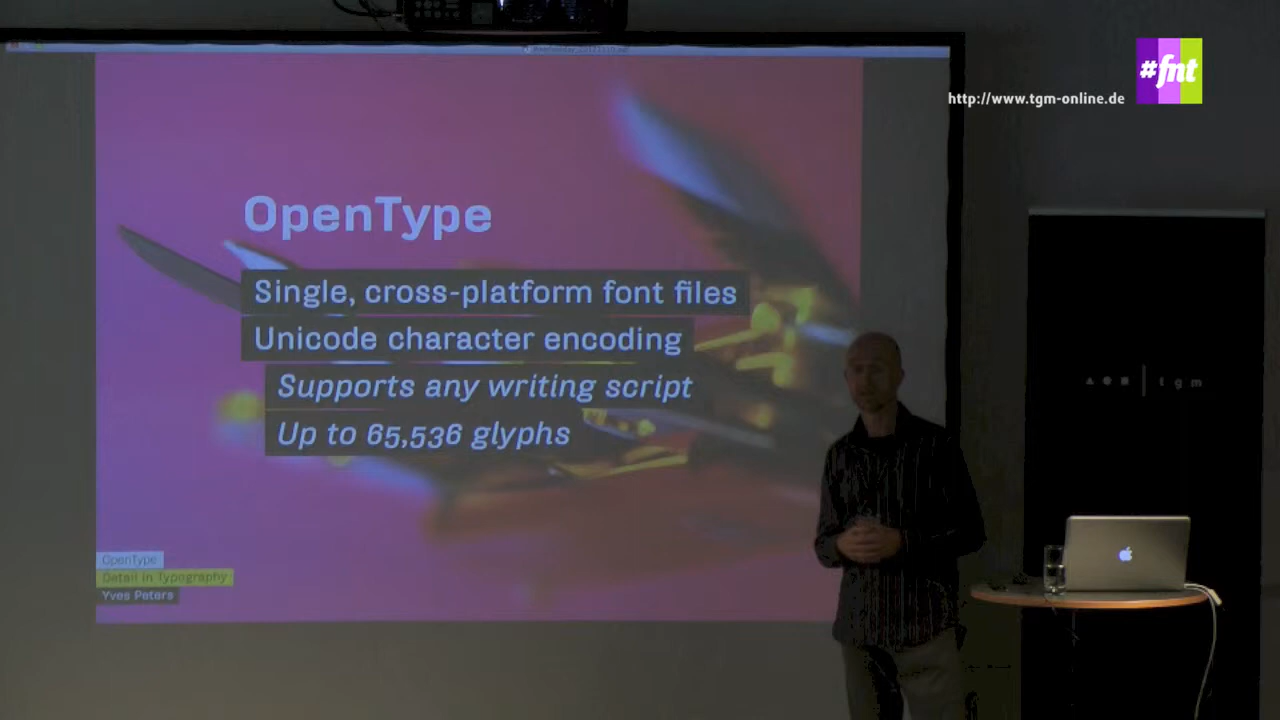 #fnt
http://www.tgm-online.de
OpenType
Single, cross-platform font files
Unicode character encoding
Supports any writing script
Up to 65,536 glyphs
tgm
OpenType
Detail in Typography
Yves Peters